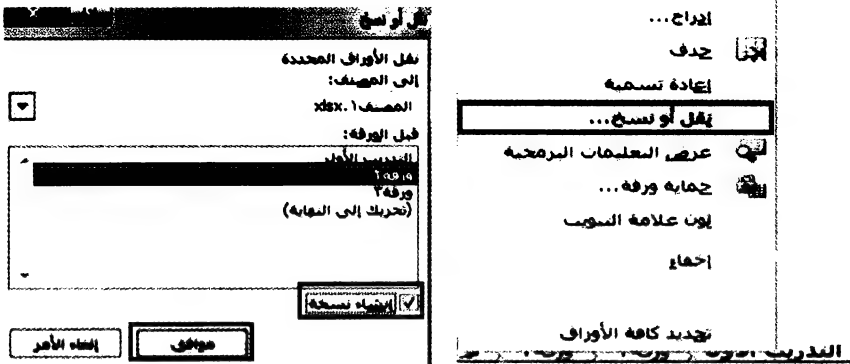 إدراج...
حذف
إعادة تسمية
نقل أو نسخ...
عرض التعليمات البرمجية
حماية ورقة...
لون علامة التبويب
إخفاء
تحديد كافة الأوراق
التدريب الأول
نقل أو نسخ
نقل الأوراق المحددة
إلى المصنف:
المصنف١.xlsx
قبل الورقة:
التدريب الأول
ورقة٢
ورقة٣
(تحريك إلى النهاية)
إنشاء نسخة
موافق
إلغاء الأمر